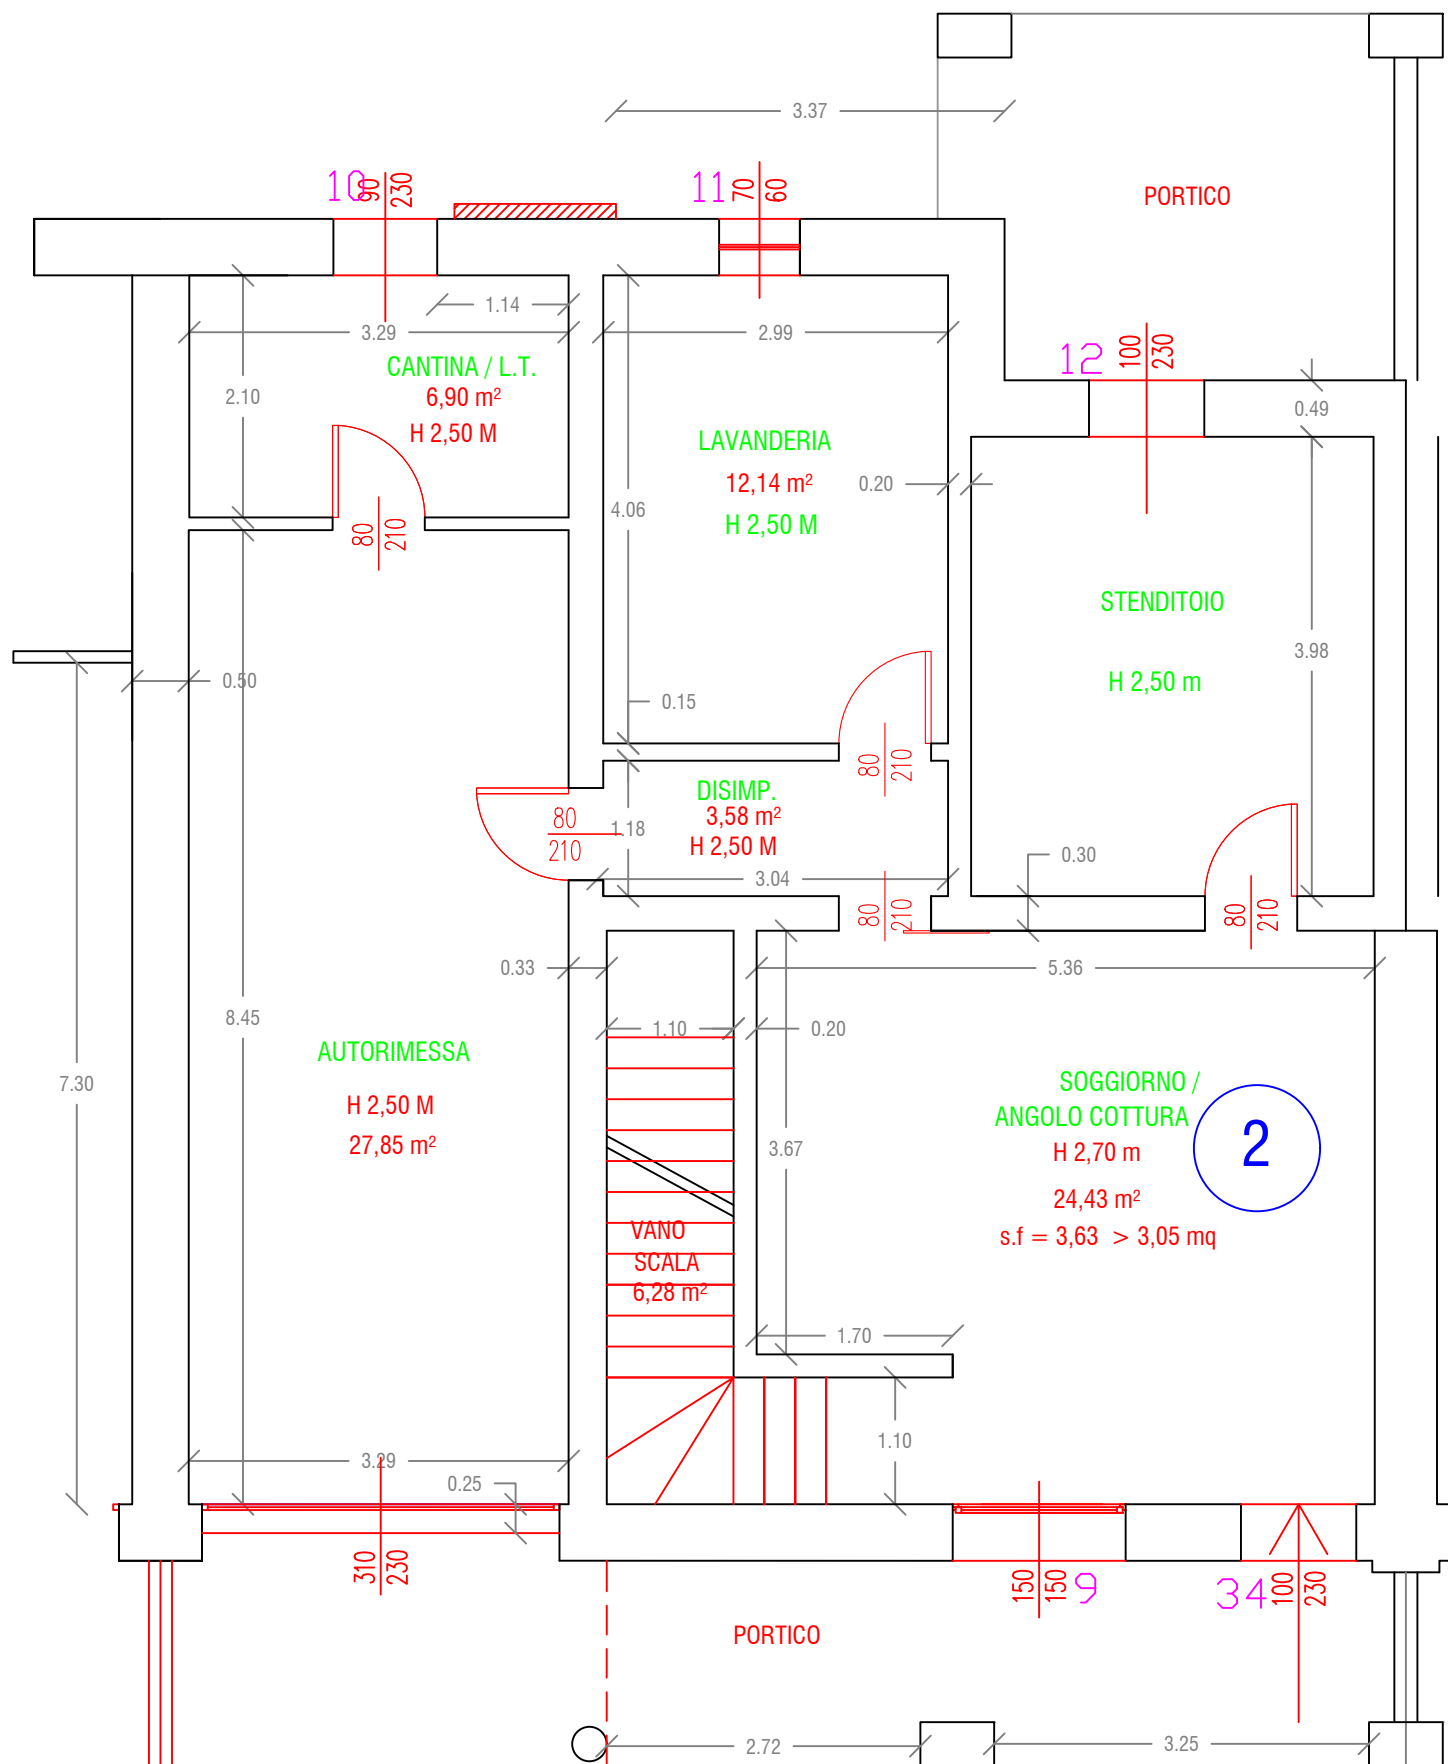 3.37
PORTICO
10
90
230
11
70
60
1.14
3.29
2.99
12
100
230
CANTINA / L.T.
6,90 m²
H 2,50 M
2.10
0.49
LAVANDERIA
12,14 m²
H 2,50 M
0.20
4.06
80
210
STENDITOIO
H 2,50 m
3.98
0.50
0.15
80
210
DISIMP.
3,58 m²
H 2,50 M
1.18
80
210
3.04
0.30
80
210
80
210
0.33
5.36
8.45
1.10
0.20
AUTORIMESSA
H 2,50 M
27,85 m²
7.30
SOGGIORNO /
ANGOLO COTTURA
H 2,70 m
24,43 m²
s.f = 3,63 > 3,05 mq
2
3.67
VANO
SCALA
6,28 m²
1.70
1.10
3.29
0.25
310
230
150
150
9
34
100
230
PORTICO
2.72
3.25